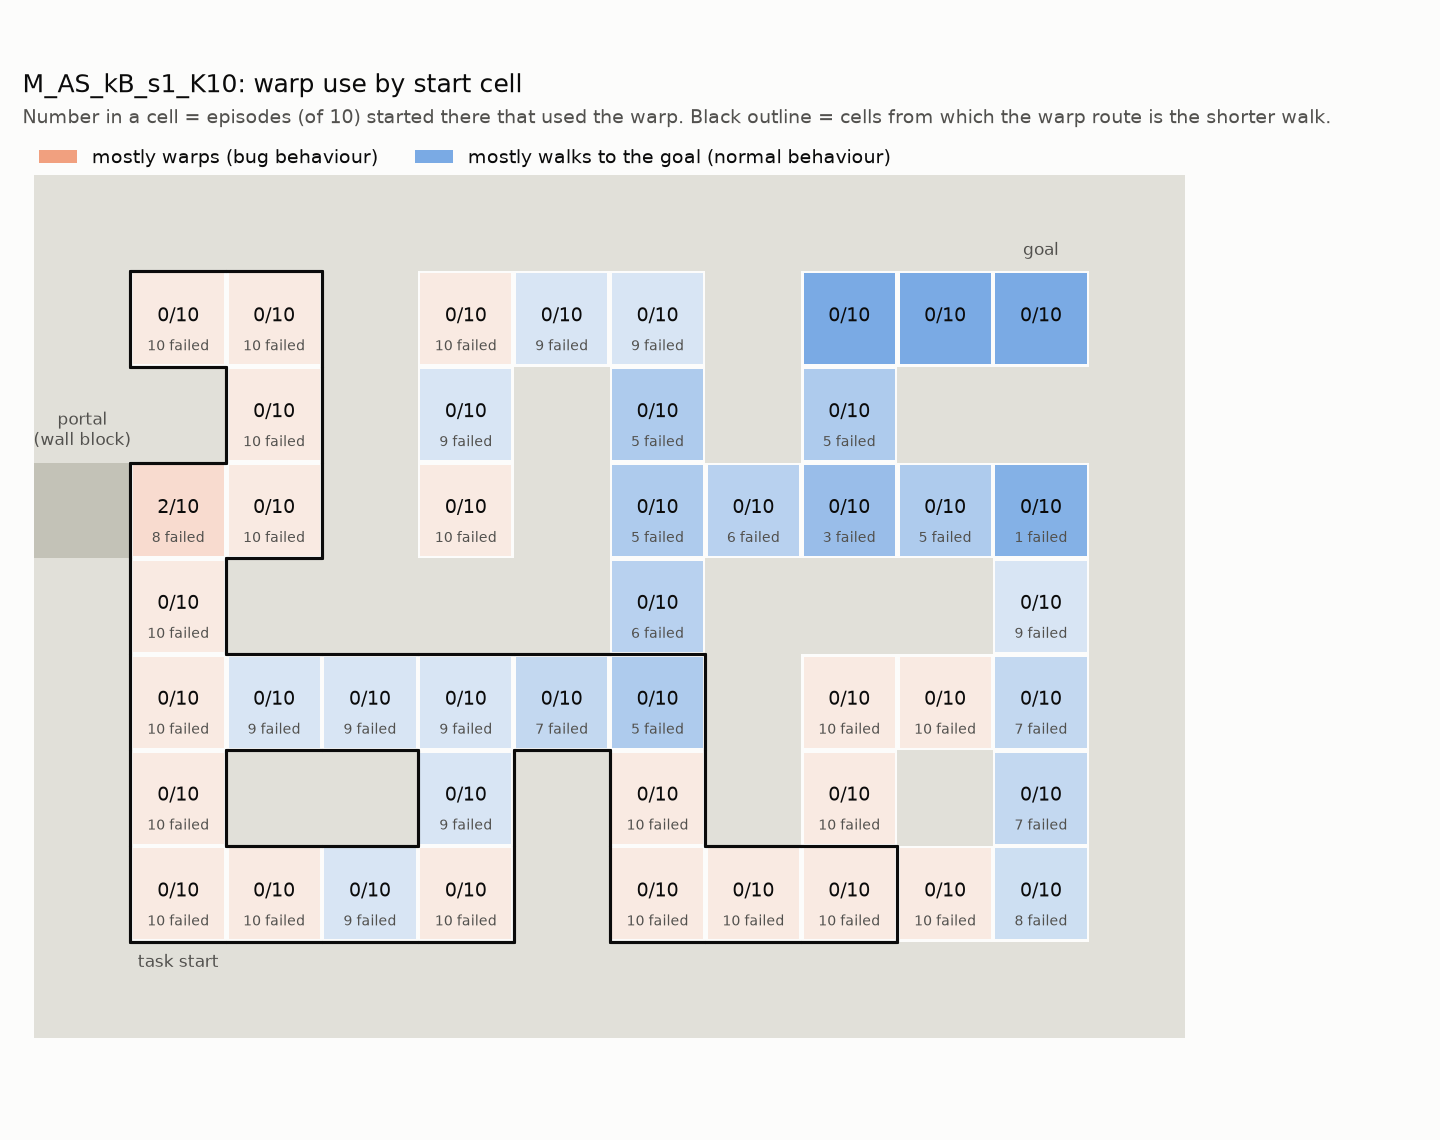 M_AS_kB_s1_K10: warp use by start cell
Number in a cell = episodes (of 10) started there that used the warp. Black outline = cells from which the warp route is the shorter walk.
mostly warps (bug behaviour) mostly walks to the goal (normal behaviour)
goal
0/10 0/10 0/10 0/10 0/10 0/10 0/10 0/10
10 failed 10 failed 10 failed 9 failed 9 failed
0/10 0/10 0/10 0/10
portal
(wall block)
10 failed 9 failed 5 failed 5 failed
2/10 0/10 0/10 0/10 0/10 0/10 0/10 0/10
8 failed 10 failed 10 failed 5 failed 6 failed 3 failed 5 failed 1 failed
0/10 0/10 0/10
10 failed 6 failed 9 failed
0/10 0/10 0/10 0/10 0/10 0/10 0/10 0/10 0/10
10 failed 9 failed 9 failed 9 failed 7 failed 5 failed 10 failed 10 failed 7 failed
0/10 0/10 0/10 0/10 0/10
10 failed 9 failed 10 failed 10 failed 7 failed
0/10 0/10 0/10 0/10 0/10 0/10 0/10 0/10 0/10
10 failed 10 failed 9 failed 10 failed 10 failed 10 failed 10 failed 10 failed 8 failed
task start